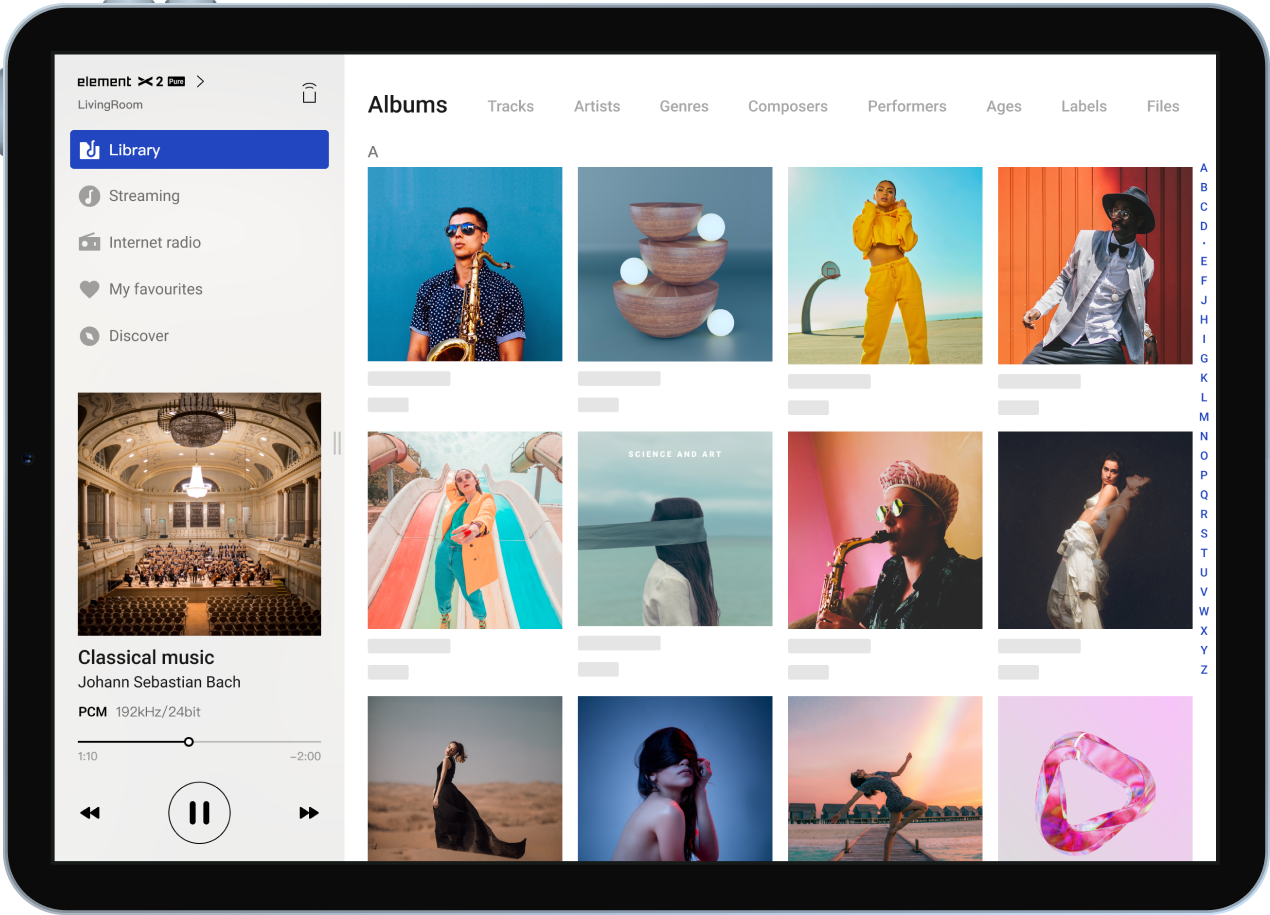 element X2 Pure
LivingRoom
Library
Streaming
Internet radio
My favourites
Discover
Classical music
Johann Sebastian Bach
PCM 192kHz/24bit
1:10 –2:00
Albums Tracks Artists Genres Composers Performers Ages Labels Files
A
SCIENCE AND ART
A
B
C
D
·
E
F
J
H
I
G
K
L
M
N
O
P
Q
R
S
T
U
V
W
X
Y
Z